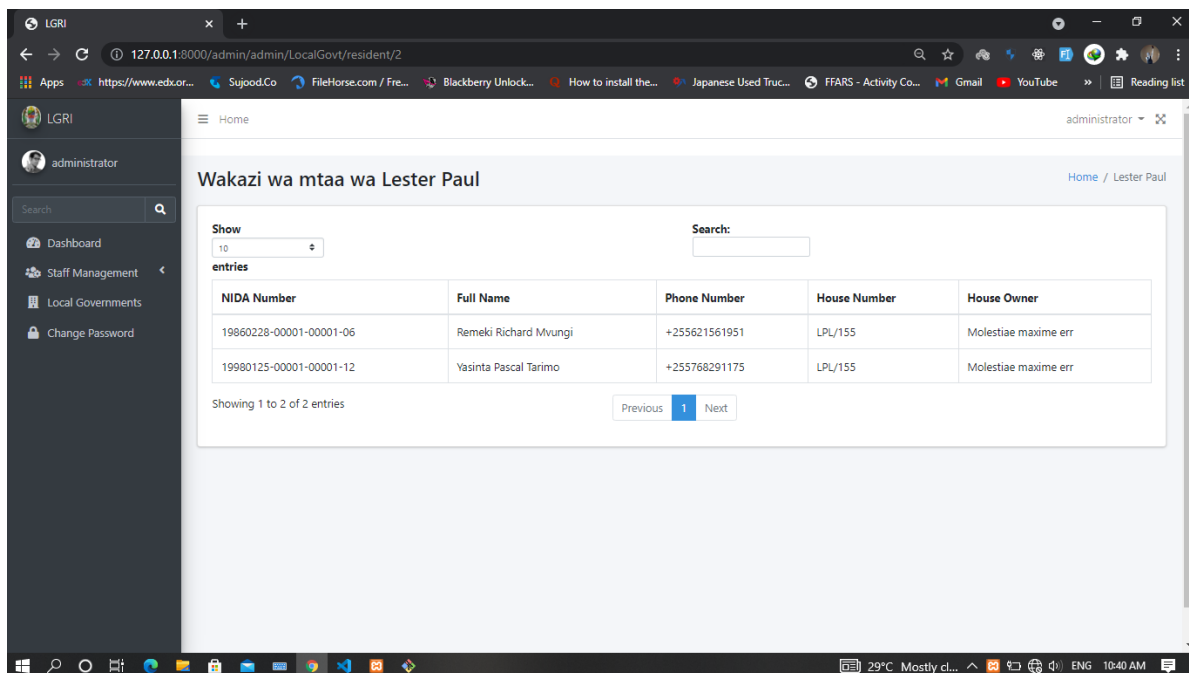 LGRI
127.0.0.1:8000/admin/admin/LocalGovt/resident/2
Apps https://www.edx.or... Sujood.Co FileHorse.com / Fre... Blackberry Unlock... How to install the... Japanese Used Truc... FFARS - Activity Co... Gmail YouTube » Reading list
LGRI
Home
administrator
administrator
Search
Dashboard
Staff Management
Local Governments
Change Password
Wakazi wa mtaa wa Lester Paul
Home / Lester Paul
Show
10
entries
Search:
NIDA Number Full Name Phone Number House Number House Owner
19860228-00001-00001-06 Remeki Richard Mvungi +255621561951 LPL/155 Molestiae maxime err
19980125-00001-00001-12 Yasinta Pascal Tarimo +255768291175 LPL/155 Molestiae maxime err
Showing 1 to 2 of 2 entries
Previous 1 Next
29°C Mostly cl... ENG 10:40 AM